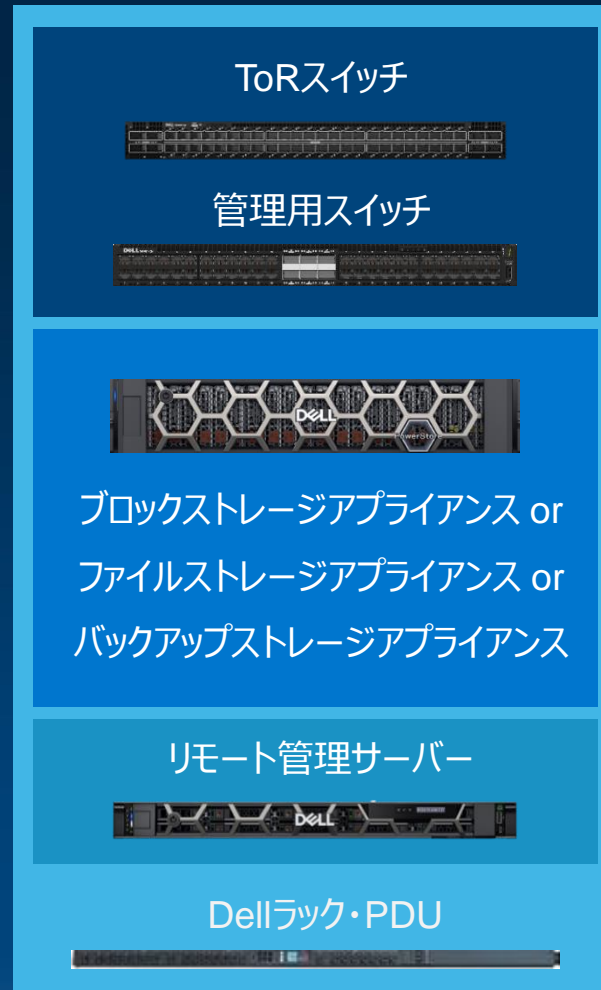 ToRスイッチ
管理用スイッチ
DELL
DELL
PowerStore
ブロックストレージアプライアンス or
ファイルストレージアプライアンス or
バックアップストレージアプライアンス
リモート管理サーバー
DELL
Dellラック・PDU